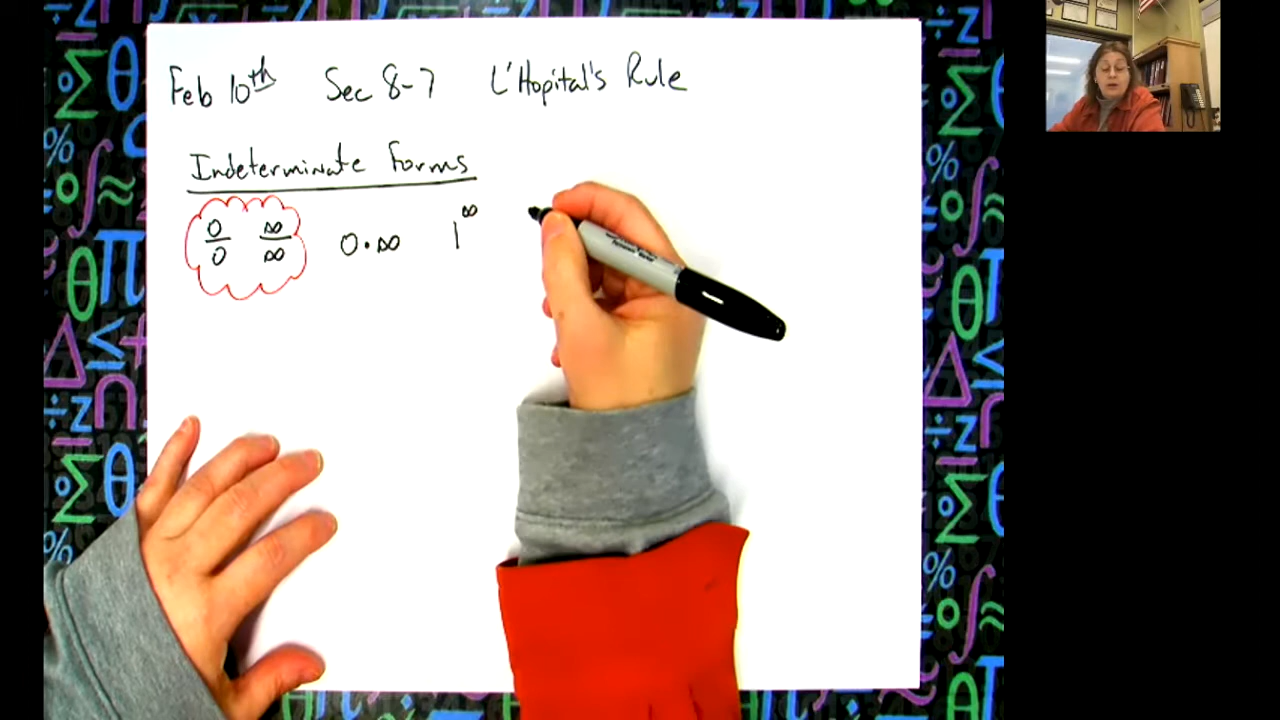 Feb 10th Sec 8-7 L'Hopital's Rule
Indeterminate Forms
0/0 ∞/∞ 0•∞ 1^∞